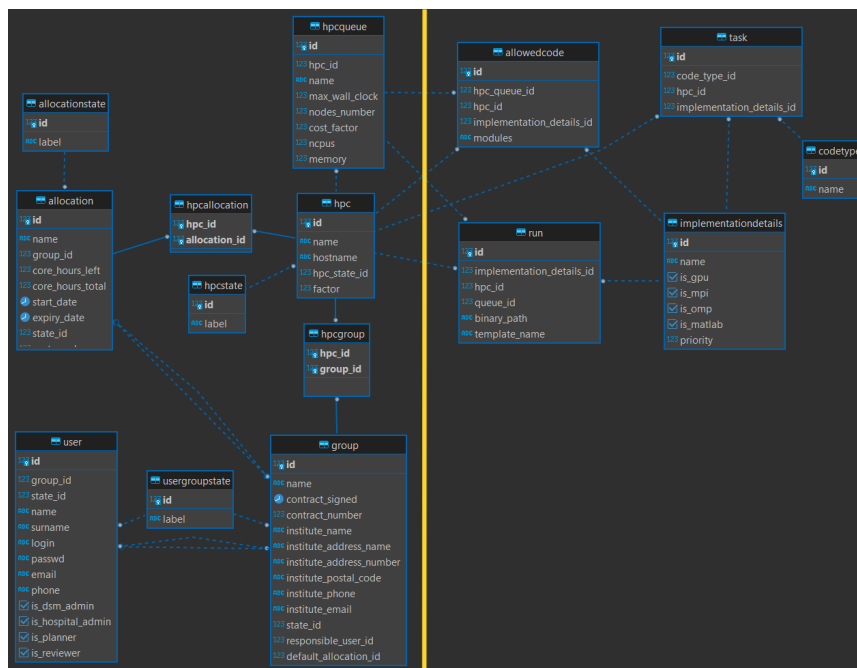 hpcqueue
id
hpc_id
name
max_wall_clock
nodes_number
cost_factor
ncpus
memory
allowedcode
id
hpc_queue_id
hpc_id
implementation_details_id
modules
task
id
code_type_id
hpc_id
implementation_details_id
codetype
id
name
allocationstate
id
label
allocation
id
name
group_id
core_hours_left
core_hours_total
start_date
expiry_date
state_id
hpcallocation
hpc_id
allocation_id
hpc
id
name
hostname
hpc_state_id
factor
hpcstate
id
label
run
id
implementation_details_id
hpc_id
queue_id
binary_path
template_name
implementationdetails
id
name
is_gpu
is_mpi
is_omp
is_matlab
priority
hpcgroup
hpc_id
group_id
user
id
group_id
state_id
name
surname
login
passwd
email
phone
is_dsm_admin
is_hospital_admin
is_planner
is_reviewer
usergroupstate
id
label
group
id
name
contract_signed
contract_number
institute_name
institute_address_name
institute_address_number
institute_postal_code
institute_phone
institute_email
state_id
responsible_user_id
default_allocation_id